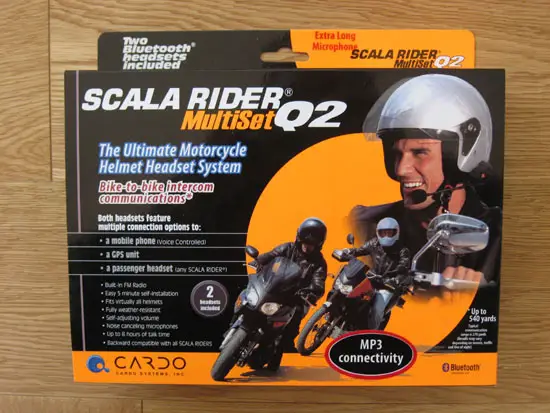 Two
Bluetooth®
headsets
included
Extra Long
Microphone
SCALA RIDER
MultiSet Q2
SCALA RIDER®
MultiSet Q2
The Ultimate Motorcycle
Helmet Headset System
Bike-to-bike intercom
communications*
Both headsets feature
multiple connection options to:
• a mobile phone (Voice Controlled)
• a GPS unit
• a passenger headset (any SCALA RIDER®)
• Built-in FM Radio
• Easy 5 minute self-installation
• Fits virtually all helmets
• Fully weather-resistant
• Self-adjusting volume
• Noise canceling microphones
• Up to 8 hours of talk time
• Backward compatible with all SCALA RIDERS
2
headsets
included
Up to
540 yards
MP3
connectivity
CARDO
CARDO SYSTEMS, INC
Bluetooth®